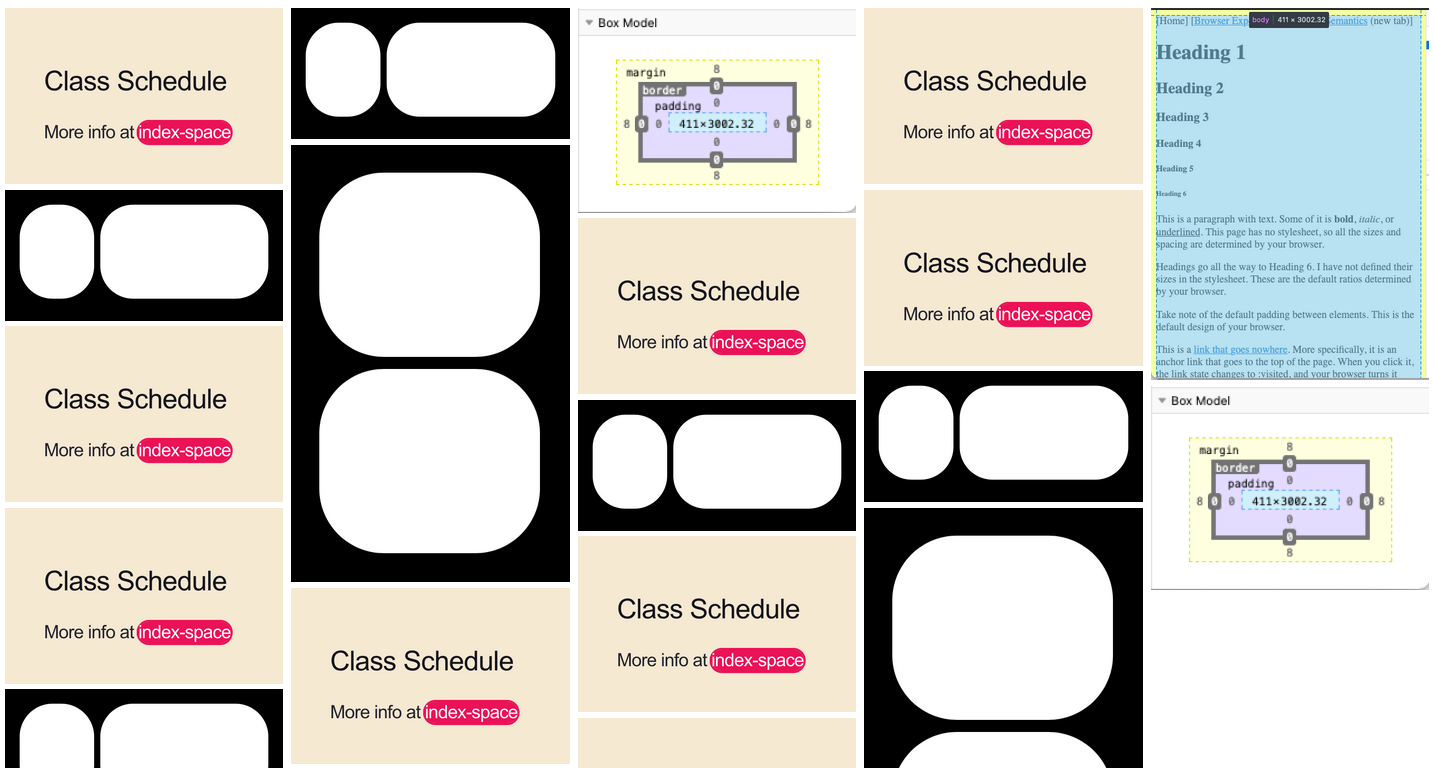 Class Schedule
More info at index-space
Class Schedule
More info at index-space
Class Schedule
More info at index-space
Class Schedule
More info at index-space
Box Model
margin
8
border
0
padding
0
8
0
0
411×3002.32
0
0
8
0
0
8
Class Schedule
More info at index-space
Class Schedule
More info at index-space
Class Schedule
More info at index-space
Class Schedule
More info at index-space
[Home] [Browser Exp
body | 411 × 3002.32
emantics (new tab)]
Heading 1
Heading 2
Heading 3
Heading 4
Heading 5
Heading 6
This is a paragraph with text. Some of it is bold, italic, or
underlined. This page has no stylesheet, so all the sizes and
spacing are determined by your browser.
Headings go all the way to Heading 6. I have not defined their
sizes in the stylesheet. These are the default ratios determined
by your browser.
Take note of the default padding between elements. This is the
default design of your browser.
This is a link that goes nowhere. More specifically, it is an
anchor link that goes to the top of the page. When you click it,
the link state changes to :visited, and your browser turns it
Box Model
margin
8
border
0
padding
0
8
0
0
411×3002.32
0
0
8
0
0
8